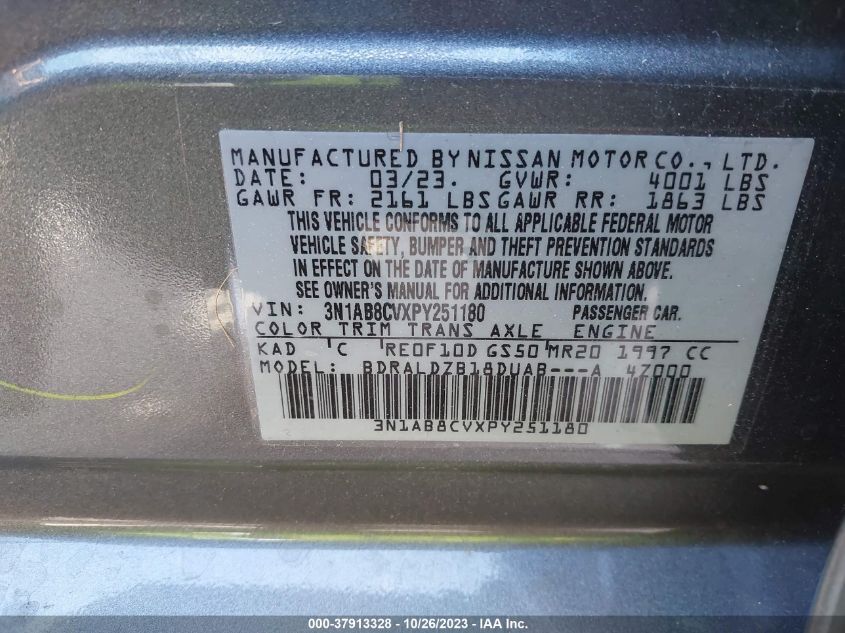 MANUFACTURED BY NISSAN MOTOR CO., LTD.
DATE: 03/23. GVWR: 4001 LBS
GAWR FR: 2161 LBS GAWR RR: 1863 LBS
THIS VEHICLE CONFORMS TO ALL APPLICABLE FEDERAL MOTOR
VEHICLE SAFETY, BUMPER AND THEFT PREVENTION STANDARDS
IN EFFECT ON THE DATE OF MANUFACTURE SHOWN ABOVE.
SEE OWNER'S MANUAL FOR ADDITIONAL INFORMATION.
VIN: 3N1AB8CVXPY251180 PASSENGER CAR.
COLOR TRIM TRANS AXLE ENGINE
KAD C RE0F10D GS50 MR20 1997 CC
MODEL: BDRALDZB18DUAB---A 47000
3N1AB8CVXPY251180
000-37913328 - 10/26/2023 - IAA Inc.